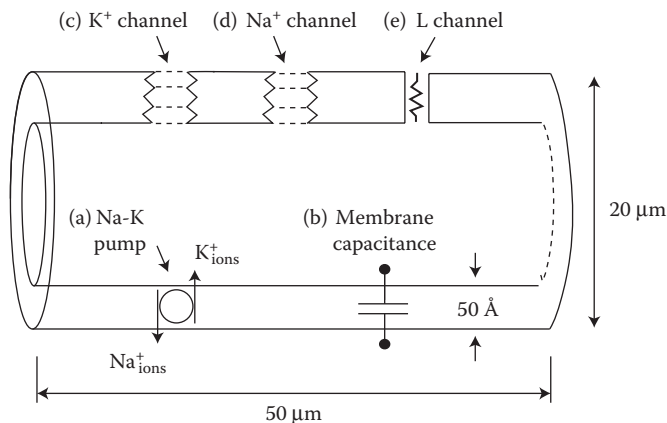 (c) K⁺ channel
(d) Na⁺ channel
(e) L channel
(a) Na-K
pump
K⁺ions
(b) Membrane
capacitance
20 μm
50 Å
Na⁺ions
50 μm